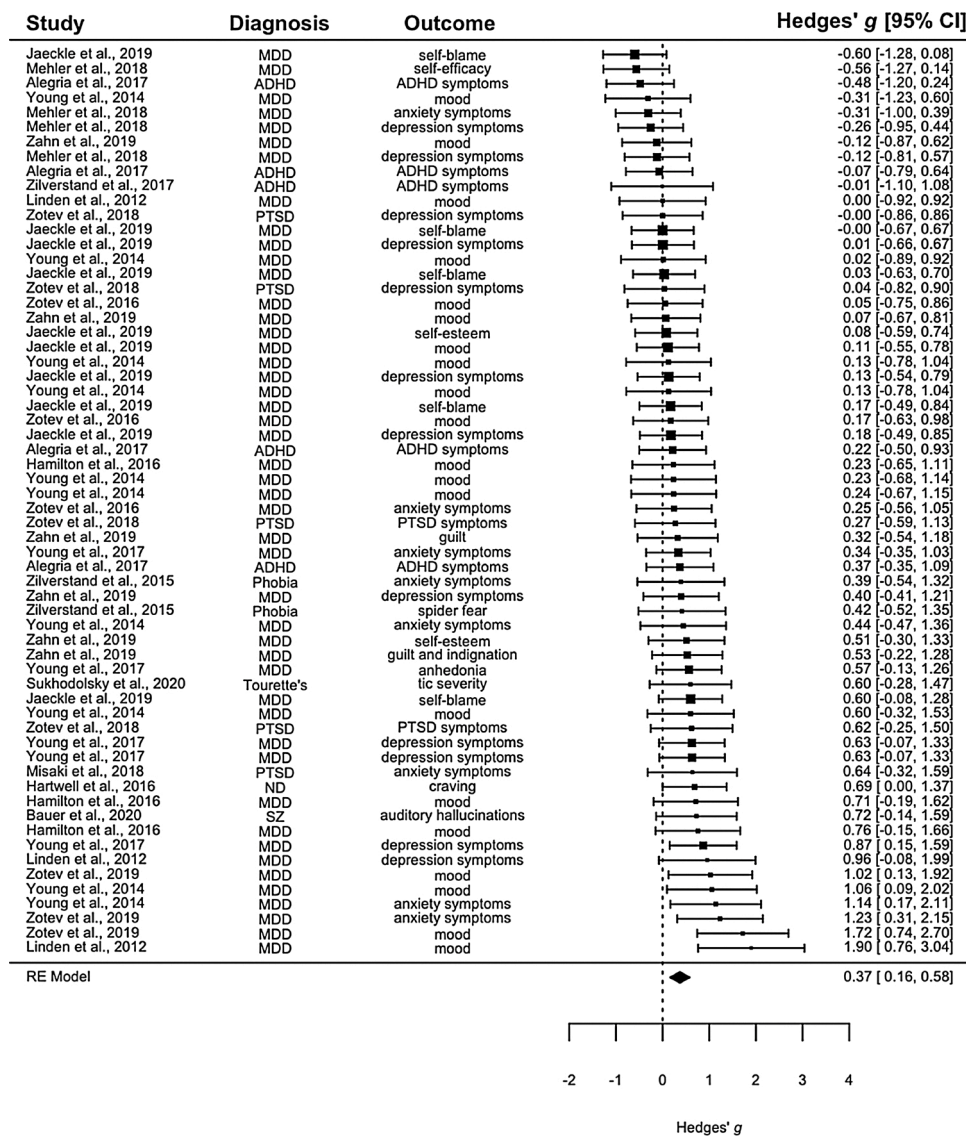 Study Diagnosis Outcome Hedges' g [95% CI]
Jaeckle et al., 2019 MDD self-blame -0.60 [-1.28, 0.08]
Mehler et al., 2018 MDD self-efficacy -0.56 [-1.27, 0.14]
Alegria et al., 2017 ADHD ADHD symptoms -0.48 [-1.20, 0.24]
Young et al., 2014 MDD mood -0.31 [-1.23, 0.60]
Mehler et al., 2018 MDD anxiety symptoms -0.31 [-1.00, 0.39]
Mehler et al., 2018 MDD depression symptoms -0.26 [-0.95, 0.44]
Zahn et al., 2019 MDD mood -0.12 [-0.87, 0.62]
Mehler et al., 2018 MDD depression symptoms -0.12 [-0.81, 0.57]
Alegria et al., 2017 ADHD ADHD symptoms -0.07 [-0.79, 0.64]
Zilverstand et al., 2017 ADHD ADHD symptoms -0.01 [-1.10, 1.08]
Linden et al., 2012 MDD mood 0.00 [-0.92, 0.92]
Zotev et al., 2018 PTSD depression symptoms -0.00 [-0.86, 0.86]
Jaeckle et al., 2019 MDD self-blame -0.00 [-0.67, 0.67]
Jaeckle et al., 2019 MDD depression symptoms 0.01 [-0.66, 0.67]
Young et al., 2014 MDD mood 0.02 [-0.89, 0.92]
Jaeckle et al., 2019 MDD self-blame 0.03 [-0.63, 0.70]
Zotev et al., 2018 PTSD depression symptoms 0.04 [-0.82, 0.90]
Zotev et al., 2016 MDD mood 0.05 [-0.75, 0.86]
Zahn et al., 2019 MDD mood 0.07 [-0.67, 0.81]
Jaeckle et al., 2019 MDD self-esteem 0.08 [-0.59, 0.74]
Jaeckle et al., 2019 MDD mood 0.11 [-0.55, 0.78]
Young et al., 2014 MDD mood 0.13 [-0.78, 1.04]
Jaeckle et al., 2019 MDD depression symptoms 0.13 [-0.54, 0.79]
Young et al., 2014 MDD mood 0.13 [-0.78, 1.04]
Jaeckle et al., 2019 MDD self-blame 0.17 [-0.49, 0.84]
Zotev et al., 2016 MDD mood 0.17 [-0.63, 0.98]
Jaeckle et al., 2019 MDD depression symptoms 0.18 [-0.49, 0.85]
Alegria et al., 2017 ADHD ADHD symptoms 0.22 [-0.50, 0.93]
Hamilton et al., 2016 MDD mood 0.23 [-0.65, 1.11]
Young et al., 2014 MDD mood 0.23 [-0.68, 1.14]
Young et al., 2014 MDD mood 0.24 [-0.67, 1.15]
Zotev et al., 2016 MDD anxiety symptoms 0.25 [-0.56, 1.05]
Zotev et al., 2018 PTSD PTSD symptoms 0.27 [-0.59, 1.13]
Zahn et al., 2019 MDD guilt 0.32 [-0.54, 1.18]
Young et al., 2017 MDD anxiety symptoms 0.34 [-0.35, 1.03]
Alegria et al., 2017 ADHD ADHD symptoms 0.37 [-0.35, 1.09]
Zilverstand et al., 2015 Phobia anxiety symptoms 0.39 [-0.54, 1.32]
Zahn et al., 2019 MDD depression symptoms 0.40 [-0.41, 1.21]
Zilverstand et al., 2015 Phobia spider fear 0.42 [-0.52, 1.35]
Young et al., 2014 MDD anxiety symptoms 0.44 [-0.47, 1.36]
Zahn et al., 2019 MDD self-esteem 0.51 [-0.30, 1.33]
Zahn et al., 2019 MDD guilt and indignation 0.53 [-0.22, 1.28]
Young et al., 2017 MDD anhedonia 0.57 [-0.13, 1.26]
Sukhodolsky et al., 2020 Tourette's tic severity 0.60 [-0.28, 1.47]
Jaeckle et al., 2019 MDD self-blame 0.60 [-0.08, 1.28]
Young et al., 2014 MDD mood 0.60 [-0.32, 1.53]
Zotev et al., 2018 PTSD PTSD symptoms 0.62 [-0.25, 1.50]
Young et al., 2017 MDD depression symptoms 0.63 [-0.07, 1.33]
Young et al., 2017 MDD depression symptoms 0.63 [-0.07, 1.33]
Misaki et al., 2018 PTSD anxiety symptoms 0.64 [-0.32, 1.59]
Hartwell et al., 2016 ND craving 0.69 [ 0.00, 1.37]
Hamilton et al., 2016 MDD mood 0.71 [-0.19, 1.62]
Bauer et al., 2020 SZ auditory hallucinations 0.72 [-0.14, 1.59]
Hamilton et al., 2016 MDD mood 0.76 [-0.15, 1.66]
Young et al., 2017 MDD depression symptoms 0.87 [ 0.15, 1.59]
Linden et al., 2012 MDD depression symptoms 0.96 [-0.08, 1.99]
Zotev et al., 2019 MDD mood 1.02 [ 0.13, 1.92]
Young et al., 2014 MDD mood 1.06 [ 0.09, 2.02]
Young et al., 2014 MDD anxiety symptoms 1.14 [ 0.17, 2.11]
Zotev et al., 2019 MDD anxiety symptoms 1.23 [ 0.31, 2.15]
Zotev et al., 2019 MDD mood 1.72 [ 0.74, 2.70]
Linden et al., 2012 MDD mood 1.90 [ 0.76, 3.04]
RE Model 0.37 [ 0.16, 0.58]
-2 -1 0 1 2 3 4
Hedges' g